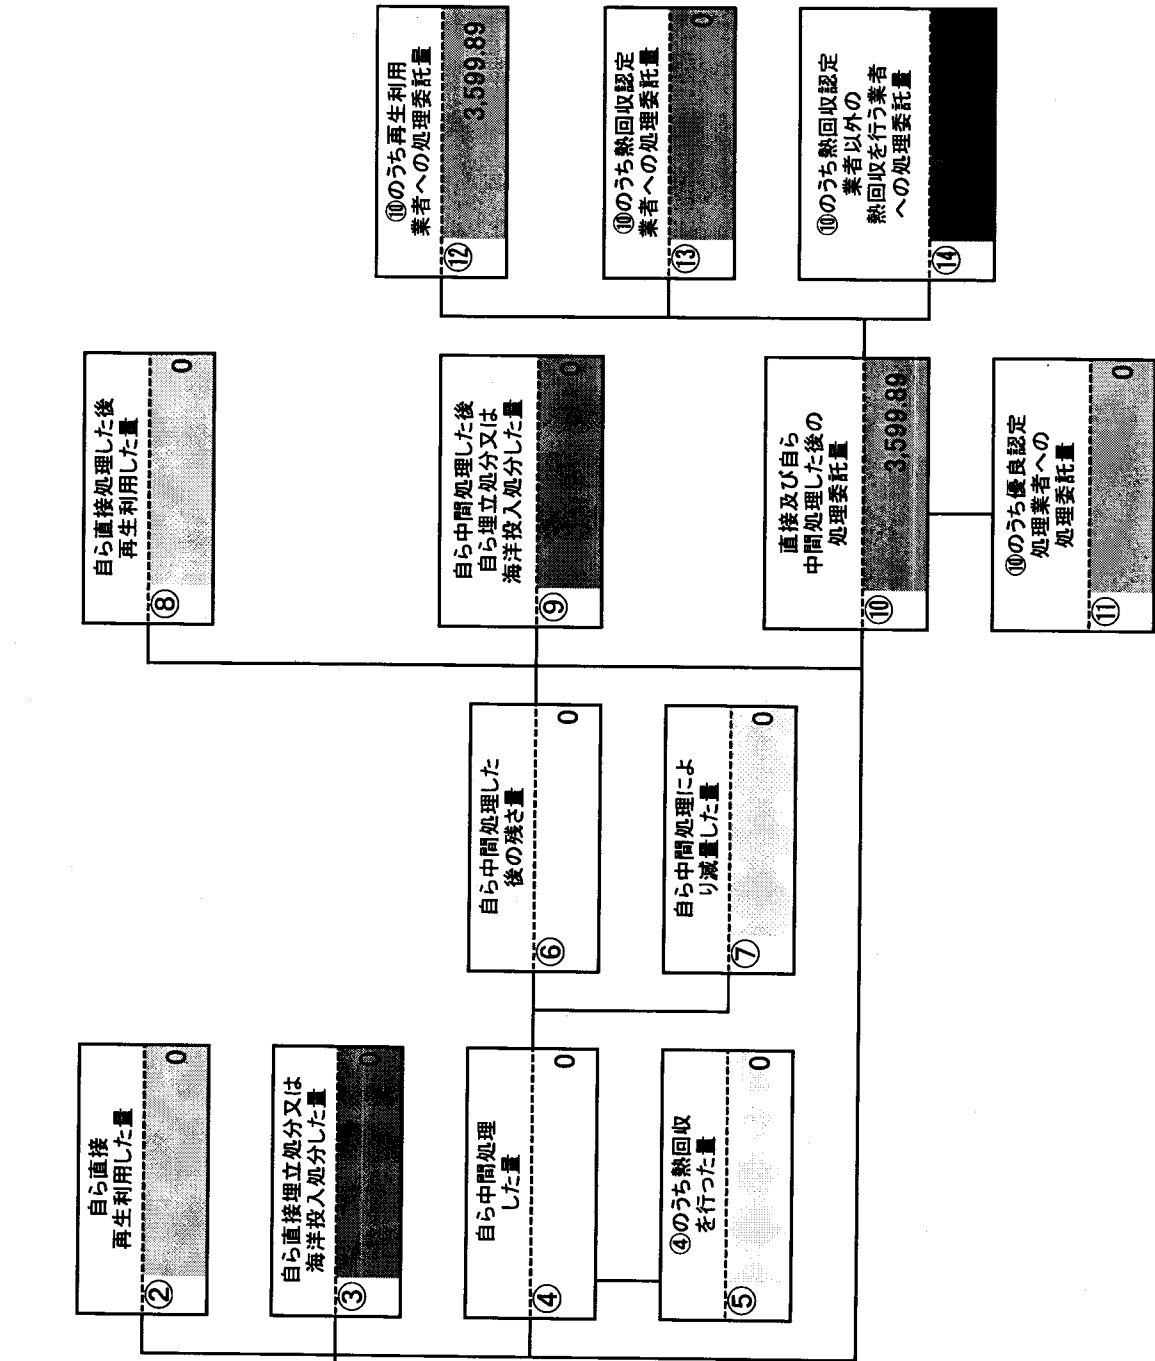 自ら直接
再生利用した量
②
0
自ら直接埋立処分又は
海洋投入処分した量
③
0
自ら中間処理
した量
④
0
④のうち熱回収
を行った量
⑤
0
自ら中間処理した
後の残さ量
⑥
0
自ら中間処理によ
り減量した量
⑦
0
自ら直接処理した後
再生利用した量
⑧
0
自ら中間処理した後
自ら埋立処分又は
海洋投入処分した量
⑨
0
直接及び自ら
中間処理した後の
処理委託量
⑩
3,599.89
⑩のうち優良認定
処理業者への
処理委託量
⑪
0
⑩のうち再生利用
業者への処理委託量
⑫
3,599.89
⑩のうち熱回収認定
業者への処理委託量
⑬
0
⑩のうち熱回収認定
業者以外の
熱回収を行う業者
への処理委託量
⑭